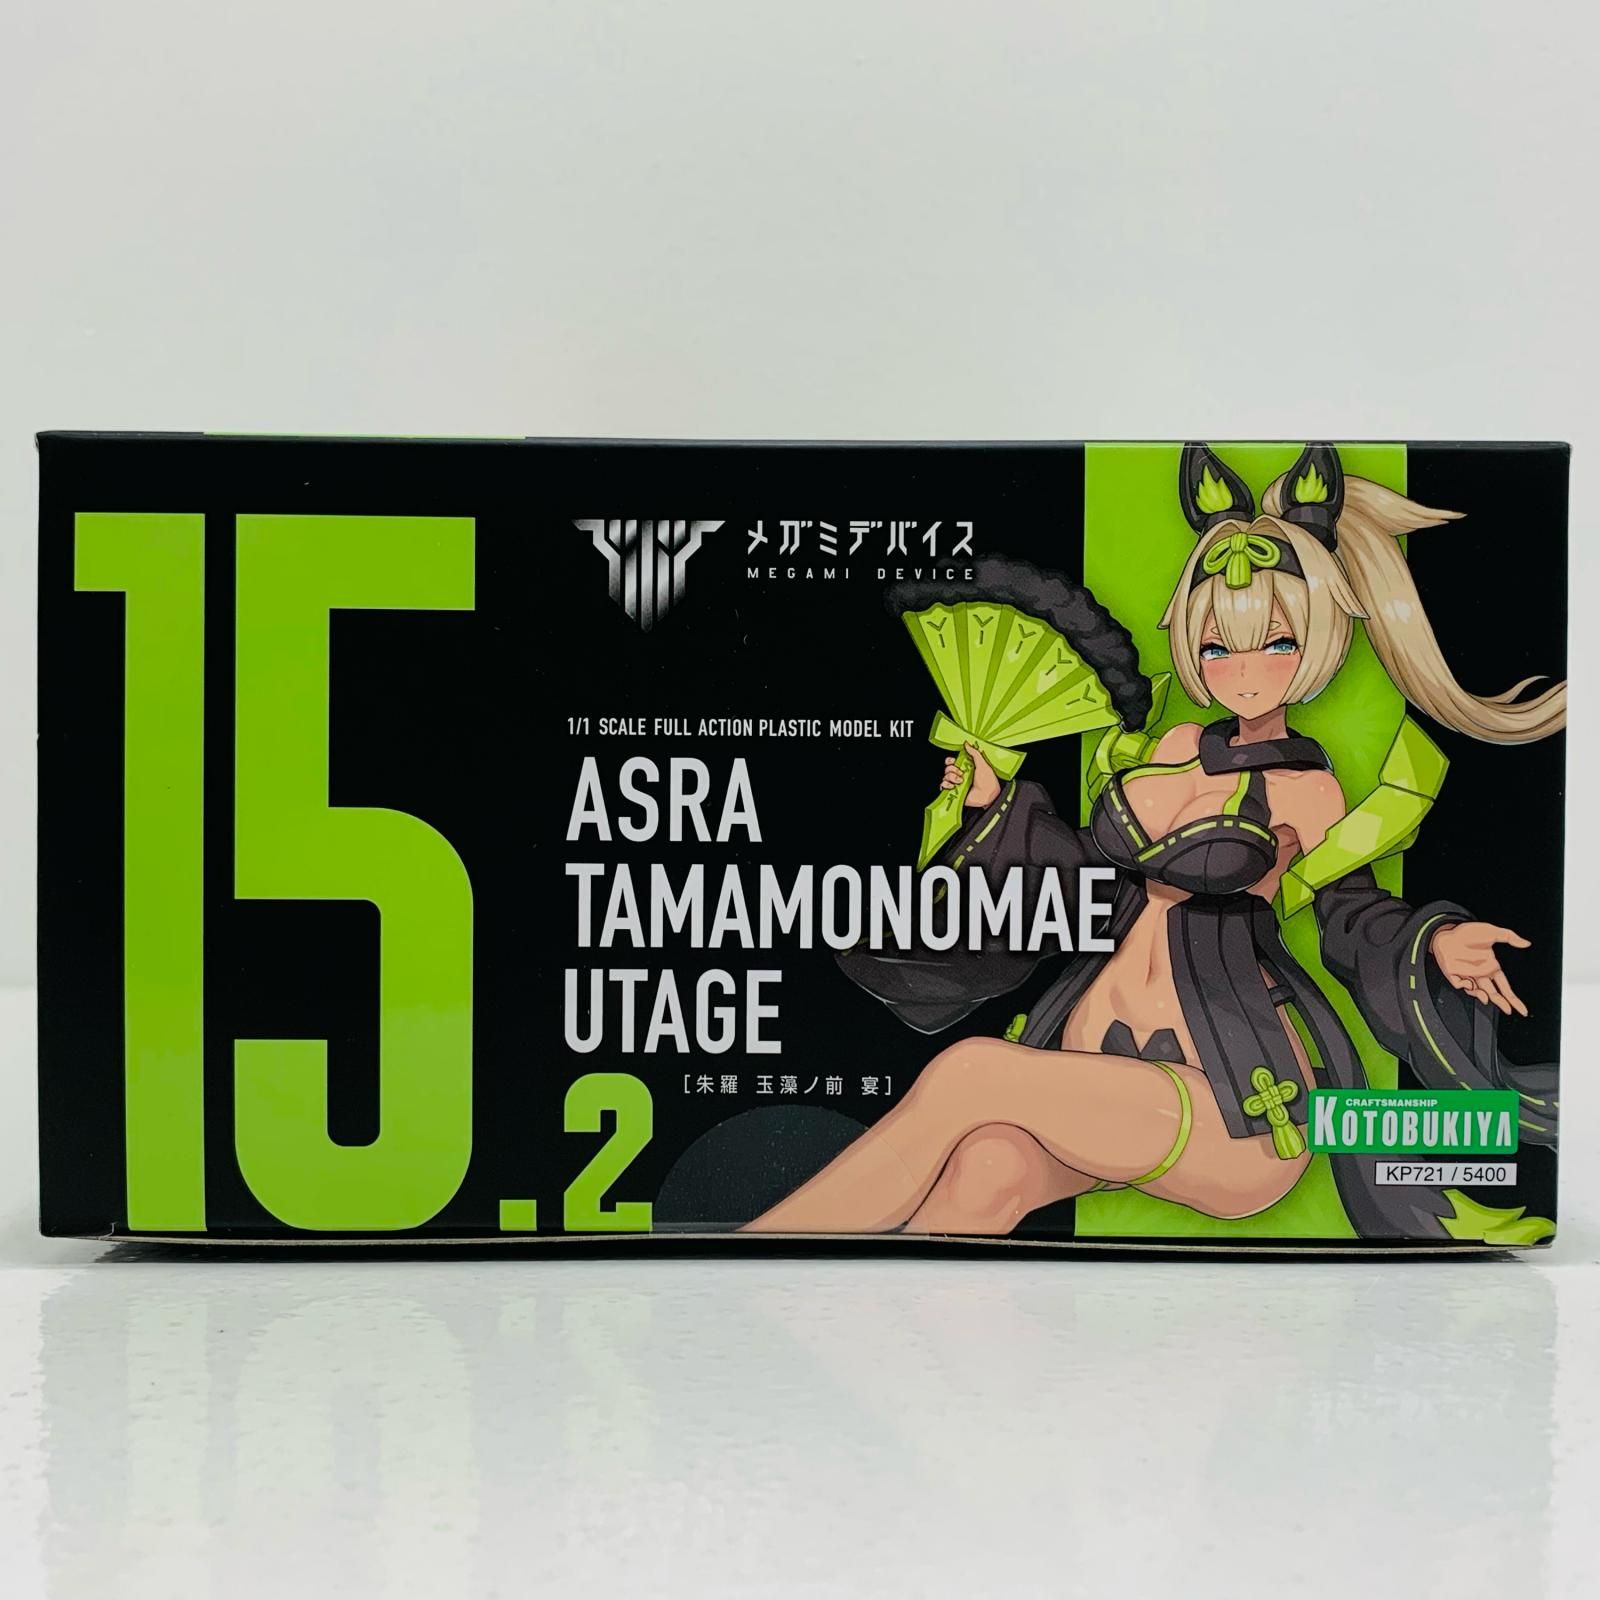 15.2
メガミデバイス
MEGAMI DEVICE
1/1 SCALE FULL ACTION PLASTIC MODEL KIT
ASRA
TAMAMONOMAE
UTAGE
[朱羅 玉藻ノ前 宴]
CRAFTSMANSHIP
KOTOBUKIYA
KP721 / 5400